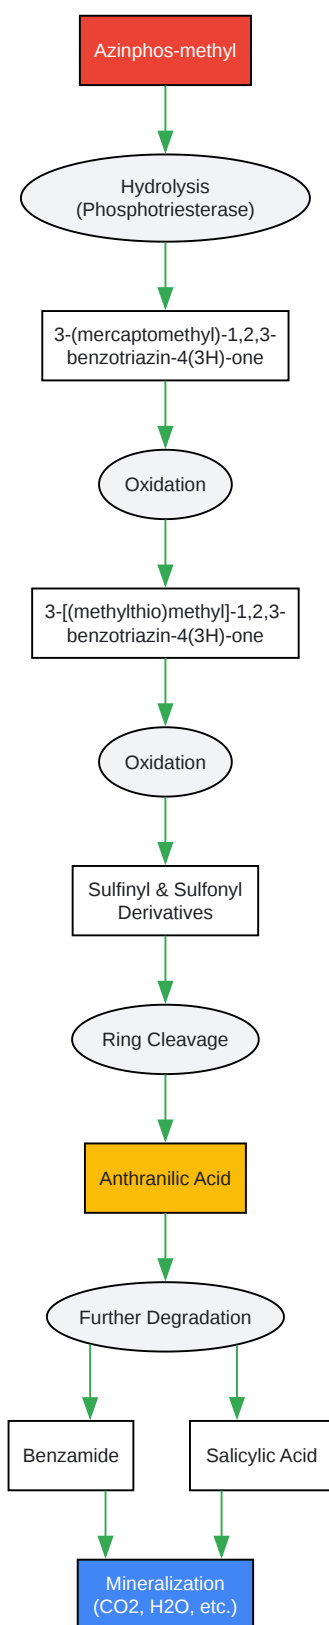 Azinphos-methyl
Hydrolysis
(Phosphotriesterase)
3-(mercaptomethyl)-1,2,3-
benzotriazin-4(3H)-one
Oxidation
3-[(methylthio)methyl]-1,2,3-
benzotriazin-4(3H)-one
Oxidation
Sulfinyl & Sulfonyl
Derivatives
Ring Cleavage
Anthranilic Acid
Further Degradation
Benzamide
Salicylic Acid
Mineralization
(CO2, H2O, etc.)